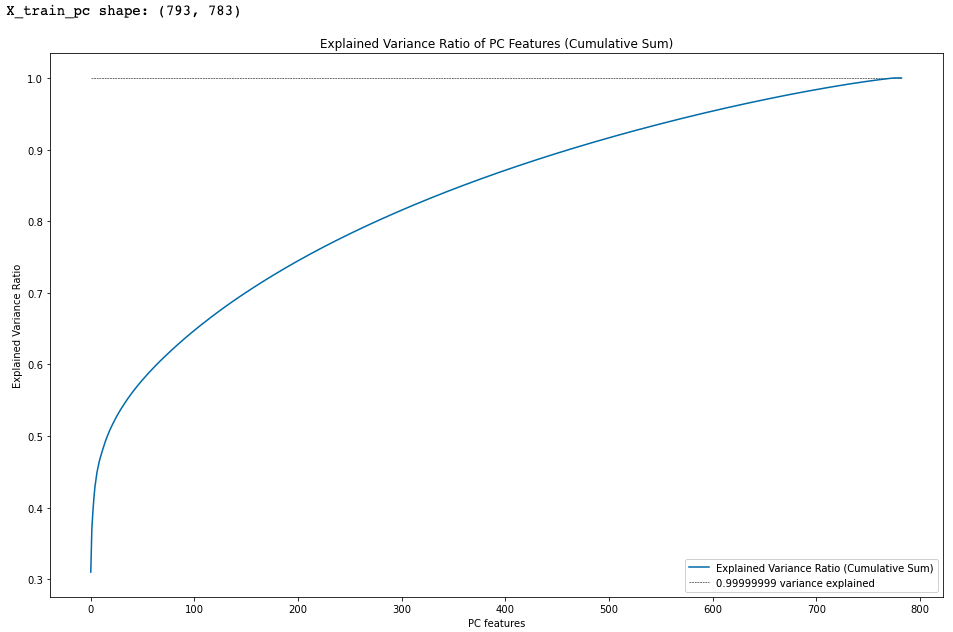 X_train_pc shape: (793, 783)
Explained Variance Ratio of PC Features (Cumulative Sum)
1.0
0.9
0.8
0.7
0.6
0.5
0.4
0.3
Explained Variance Ratio
Explained Variance Ratio (Cumulative Sum)
0.99999999 variance explained
0 100 200 300 400 500 600 700 800
PC features